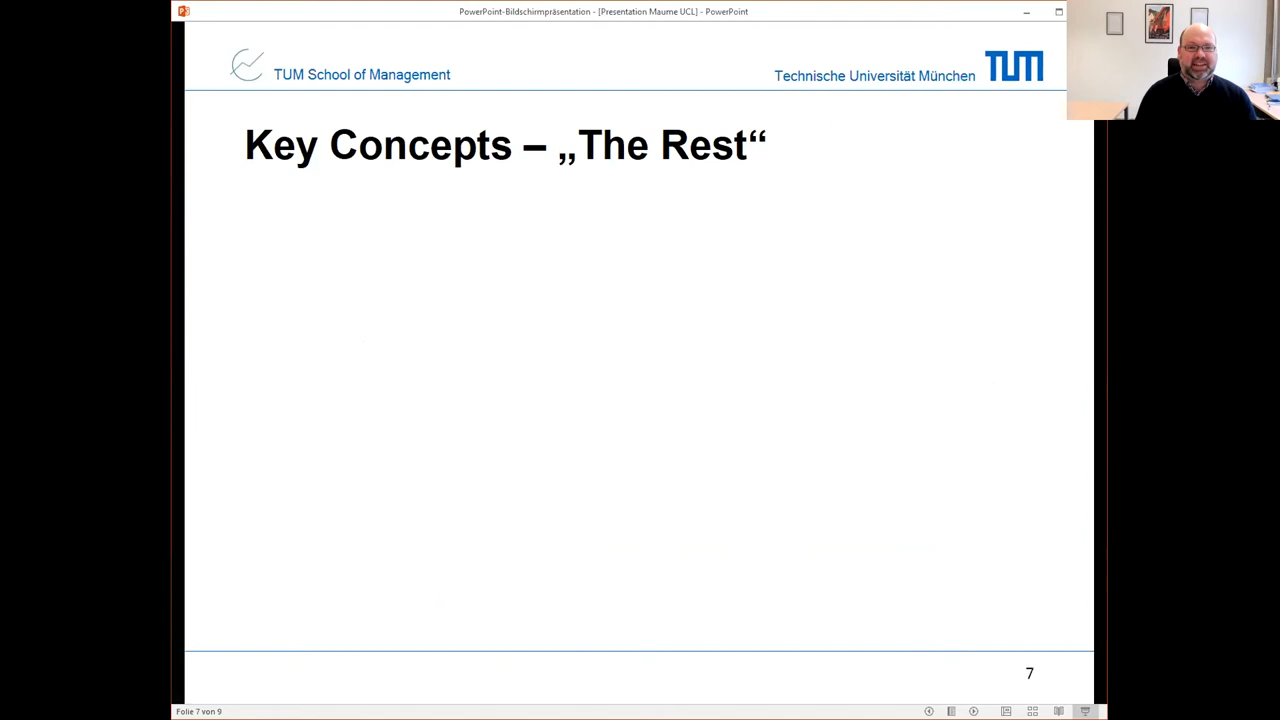 PowerPoint-Bildschirmpräsentation - [Presentation Maume UCL] - PowerPoint
TUM School of Management
Technische Universität München
TUM
Key Concepts – „The Rest“
7
Folie 7 von 9